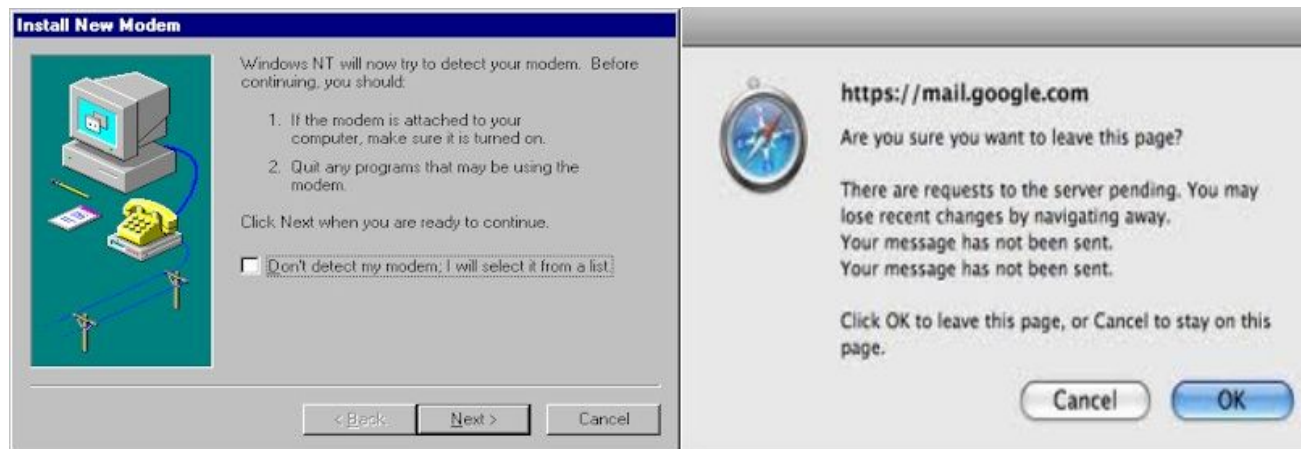 Install New Modem
Windows NT will now try to detect your modem. Before
continuing, you should:
1. If the modem is attached to your
computer, make sure it is turned on.
2. Quit any programs that may be using the
modem.
Click Next when you are ready to continue.
Don't detect my modem; I will select it from a list.
< Back
Next >
Cancel
https://mail.google.com
Are you sure you want to leave this page?
There are requests to the server pending. You may
lose recent changes by navigating away.
Your message has not been sent.
Your message has not been sent.
Click OK to leave this page, or Cancel to stay on this
page.
Cancel
OK